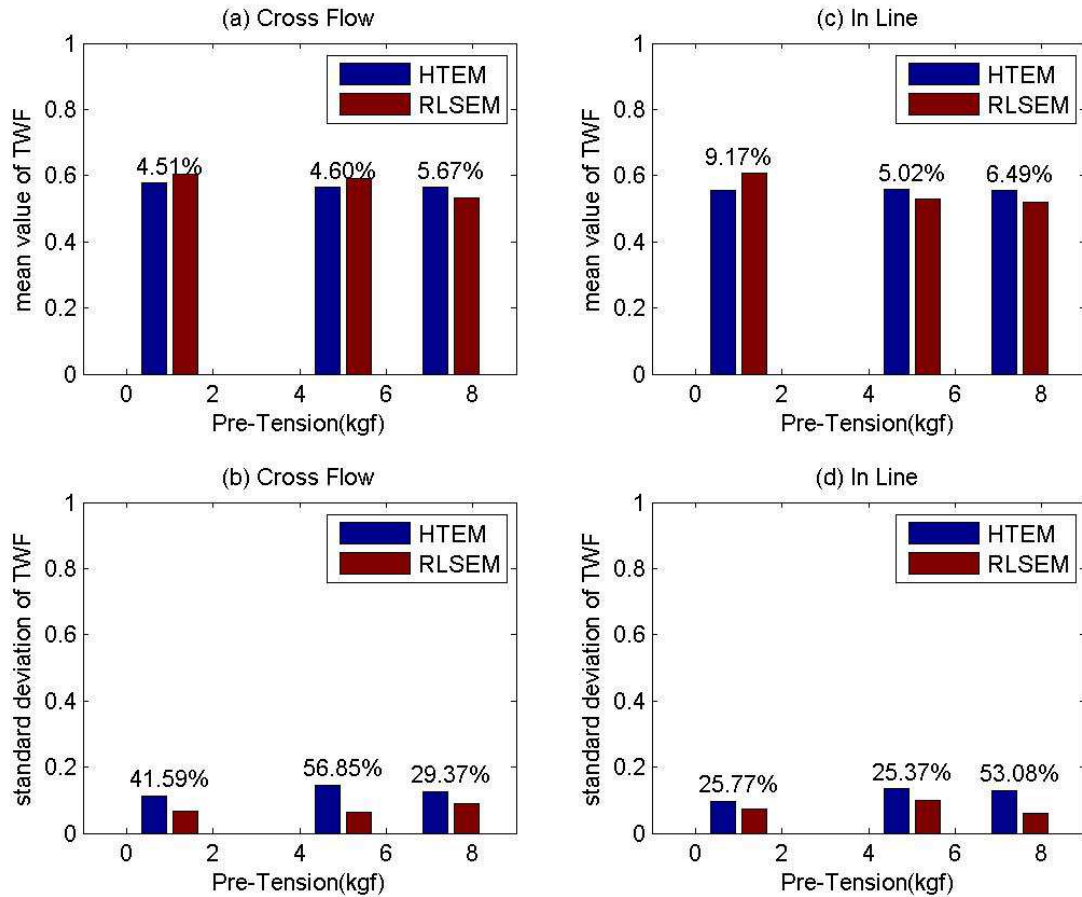 (a) Cross Flow
1
0.8
0.6
0.4
0.2
0
mean value of TWF
HTEM
RLSEM
4.51%
4.60%
5.67%
0
2
4
6
8
Pre-Tension(kgf)
(c) In Line
1
0.8
0.6
0.4
0.2
0
mean value of TWF
HTEM
RLSEM
9.17%
5.02%
6.49%
0
2
4
6
8
Pre-Tension(kgf)
(b) Cross Flow
1
0.8
0.6
0.4
0.2
0
standard deviation of TWF
HTEM
RLSEM
41.59%
56.85%
29.37%
0
2
4
6
8
Pre-Tension(kgf)
(d) In Line
1
0.8
0.6
0.4
0.2
0
standard deviation of TWF
HTEM
RLSEM
25.77%
25.37%
53.08%
0
2
4
6
8
Pre-Tension(kgf)